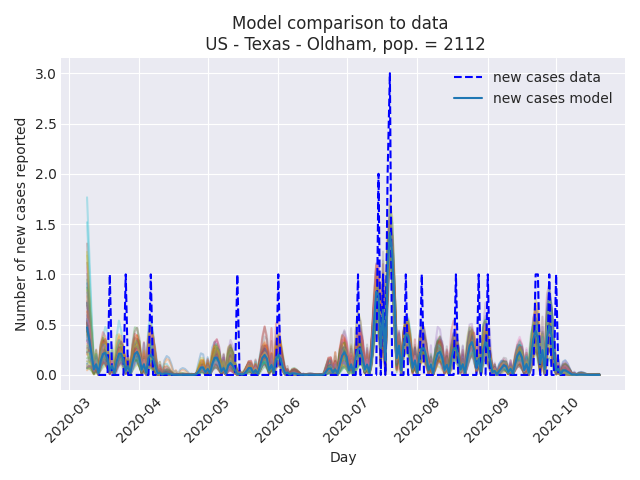 Model comparison to data
US - Texas - Oldham, pop. = 2112
3.0
2.5
2.0
1.5
1.0
0.5
0.0
Number of new cases reported
new cases data
new cases model
2020-03
2020-04
2020-05
2020-06
2020-07
2020-08
2020-09
2020-10
Day